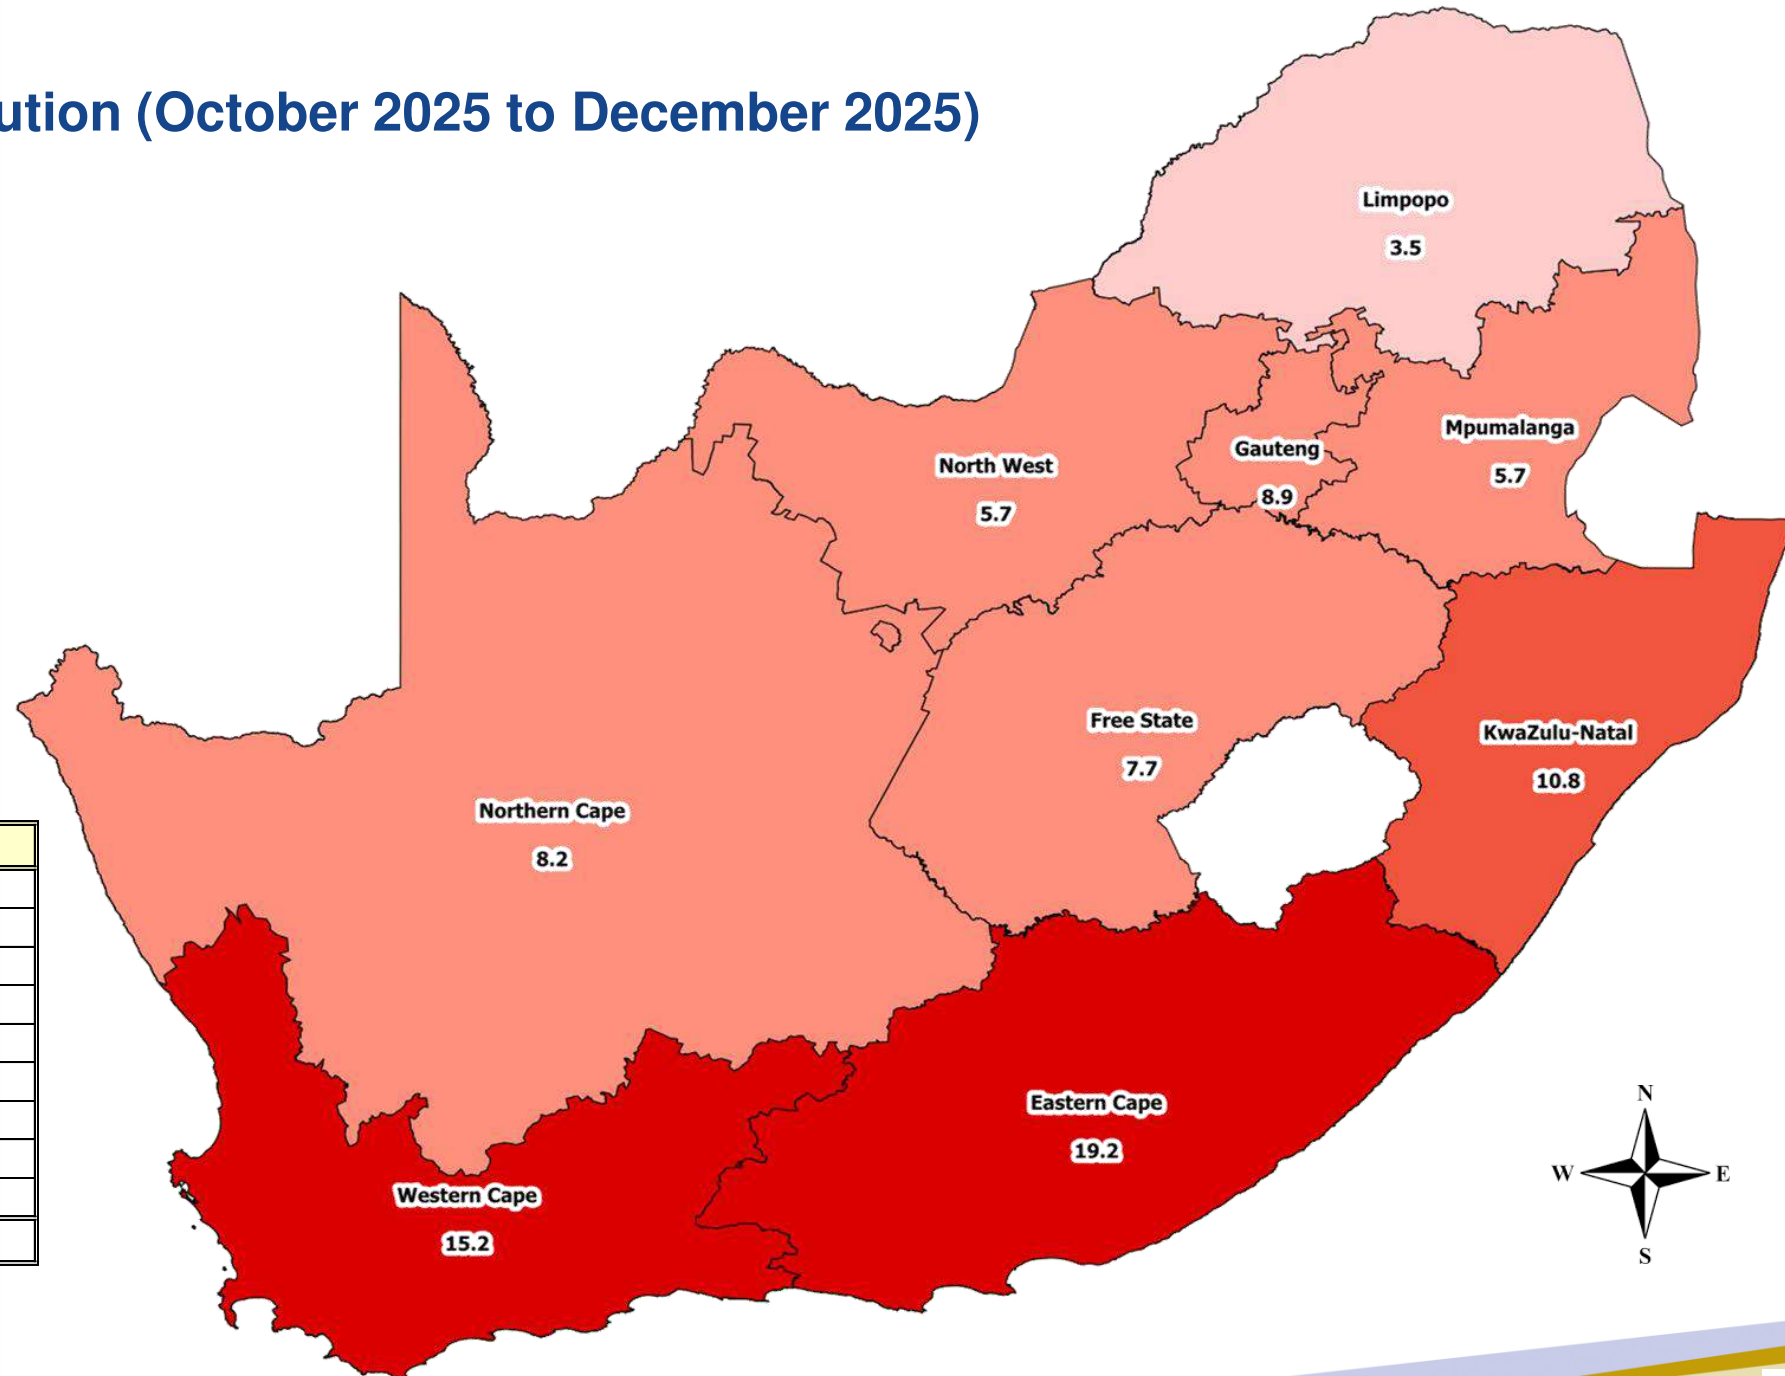 (October 2025 to December 2025)
Limpopo
3.5
Mpumalanga
5.7
Gauteng
8.9
North West
5.7
Free State
7.7
KwaZulu-Natal
10.8
Northern Cape
8.2
Eastern Cape
19.2
Western Cape
15.2
N
W E
S